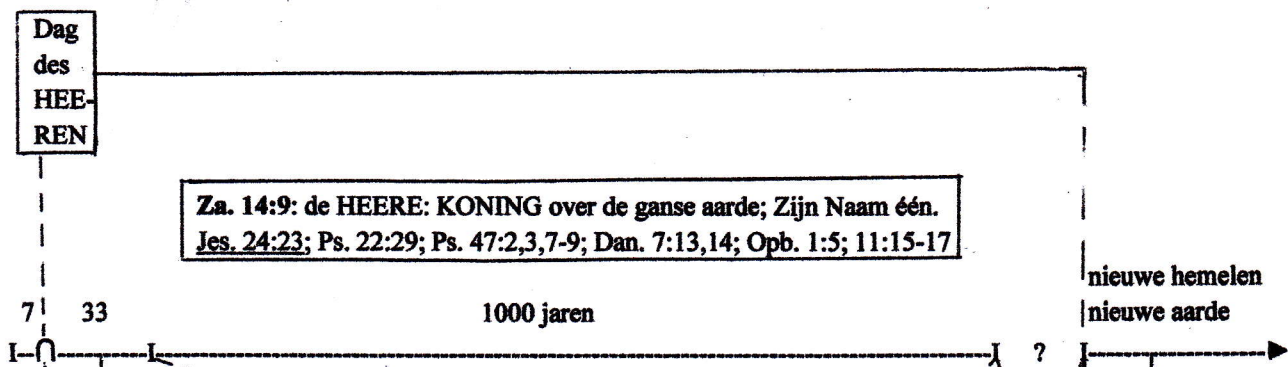 Dag
des
HEE-
REN
Za. 14:9: de HEERE: KONING over de ganse aarde; Zijn Naam één.
Jes. 24:23; Ps. 22:29; Ps. 47:2,3,7-9; Dan. 7:13,14; Opb. 1:5; 11:15-17
nieuwe hemelen
7 33 1000 jaren nieuwe aarde
?